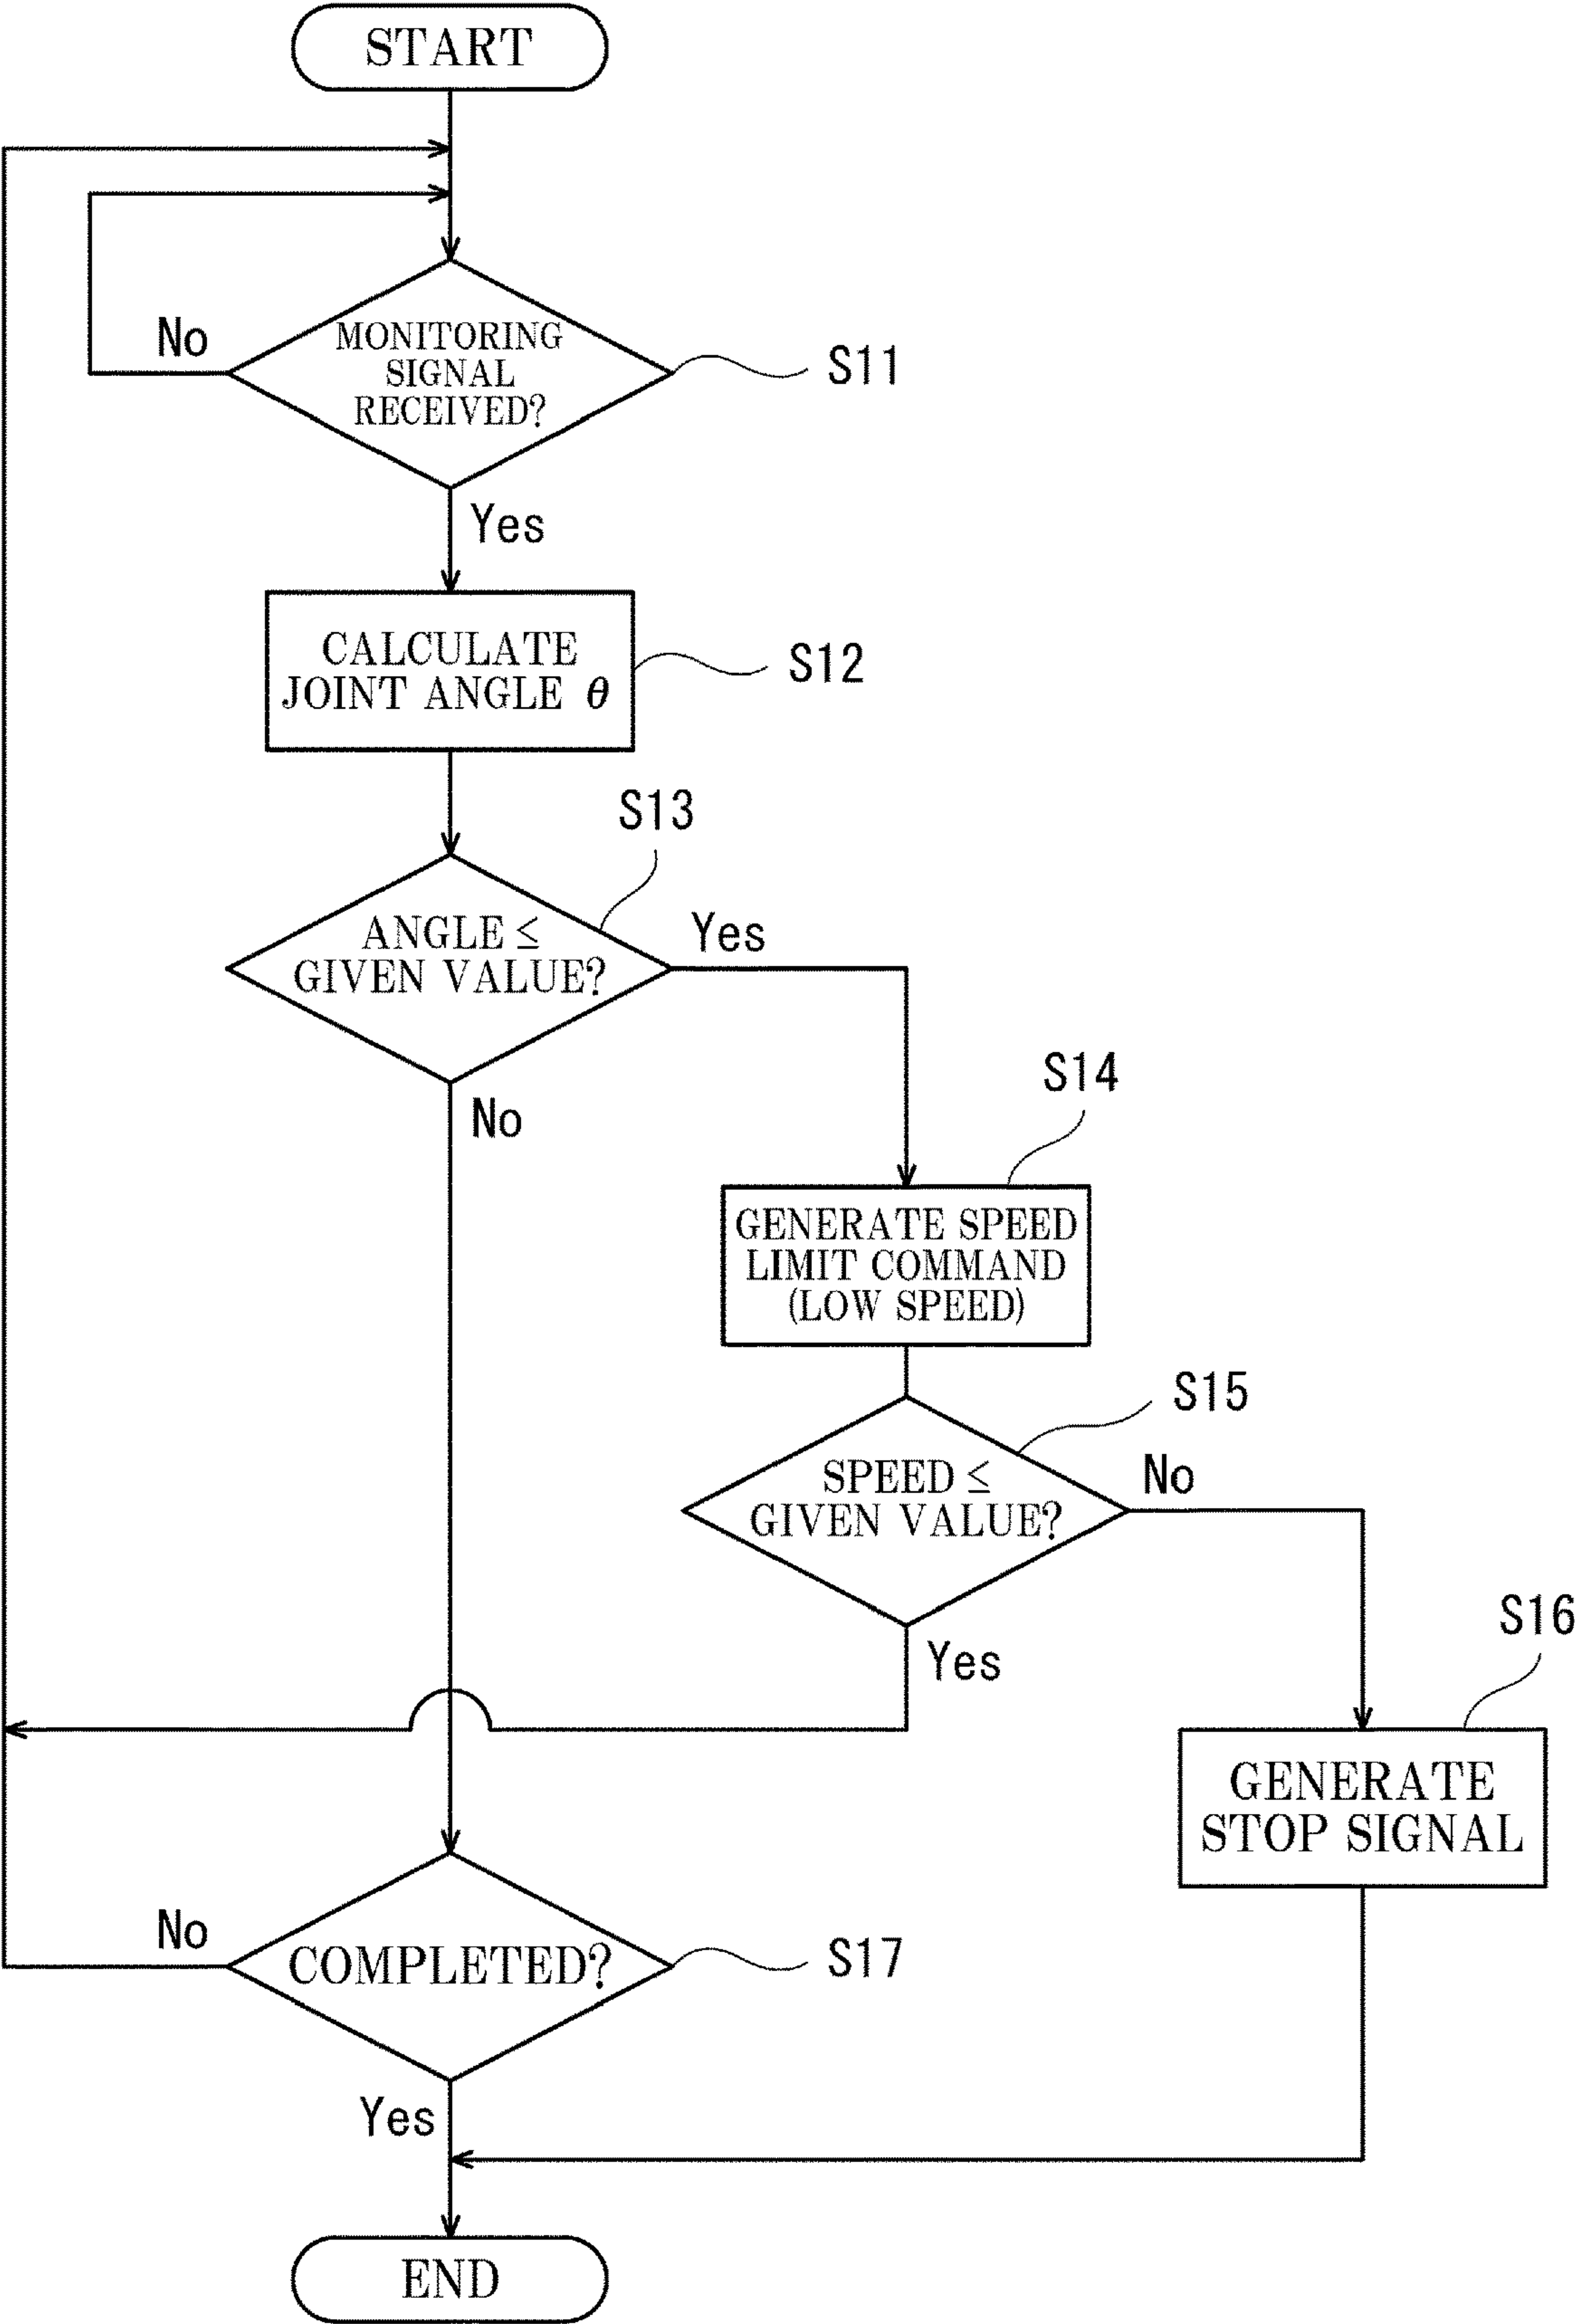 START
No
MONITORING
SIGNAL
RECEIVED?
S11
Yes
CALCULATE
JOINT ANGLE θ
S12
S13
ANGLE ≤
GIVEN VALUE?
Yes
No
S14
GENERATE SPEED
LIMIT COMMAND
(LOW SPEED)
S15
SPEED ≤
GIVEN VALUE?
No
Yes
S16
GENERATE
STOP SIGNAL
No
COMPLETED?
S17
Yes
END